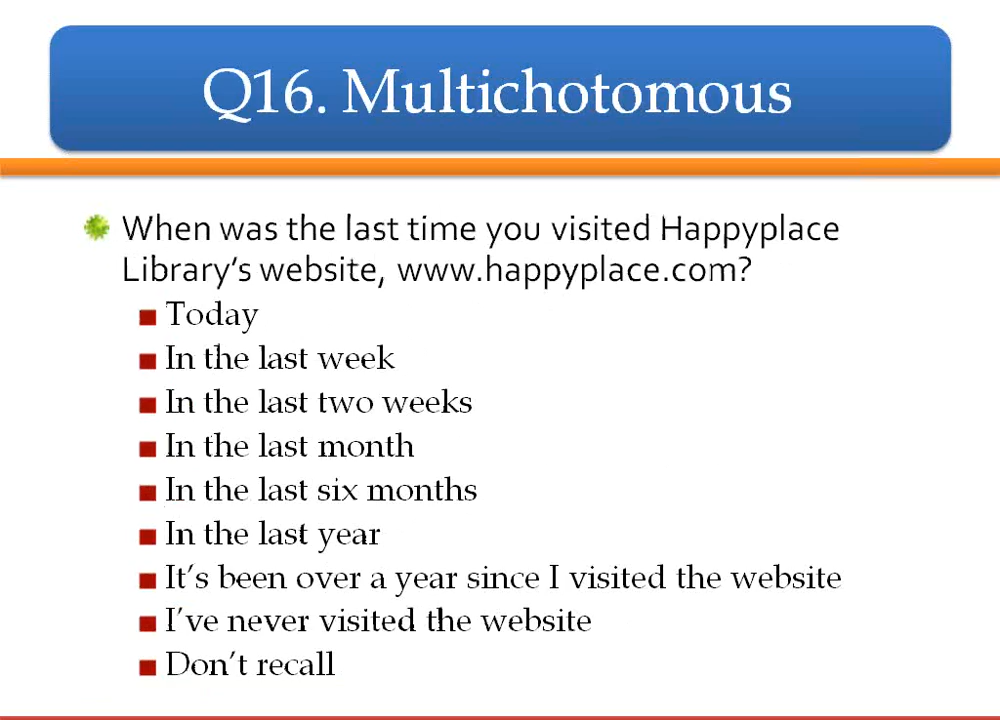 Q16. Multichotomous
When was the last time you visited Happyplace
Library's website, www.happyplace.com?
Today
In the last week
In the last two weeks
In the last month
In the last six months
In the last year
It's been over a year since I visited the website
I've never visited the website
Don't recall